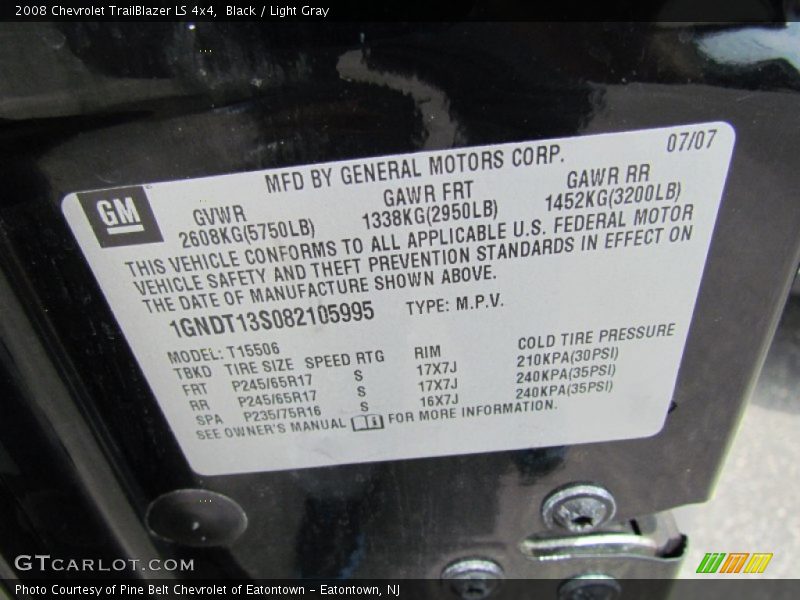 2008 Chevrolet TrailBlazer LS 4x4, Black / Light Gray
07/07
MFD BY GENERAL MOTORS CORP.
GM
GVWR GAWR FRT GAWR RR
2608KG(5750LB) 1338KG(2950LB) 1452KG(3200LB)
THIS VEHICLE CONFORMS TO ALL APPLICABLE U.S. FEDERAL MOTOR
VEHICLE SAFETY AND THEFT PREVENTION STANDARDS IN EFFECT ON
THE DATE OF MANUFACTURE SHOWN ABOVE.
1GNDT13S082105995 TYPE: M.P.V.
MODEL: T15506
TBKD TIRE SIZE SPEED RTG RIM COLD TIRE PRESSURE
FRT P245/65R17 S 17X7J 210KPA(30PSI)
RR P245/65R17 S 17X7J 240KPA(35PSI)
SPA P235/75R16 S 16X7J 240KPA(35PSI)
SEE OWNER'S MANUAL FOR MORE INFORMATION.
GTCARLOT.COM
Photo Courtesy of Pine Belt Chevrolet of Eatontown - Eatontown, NJ